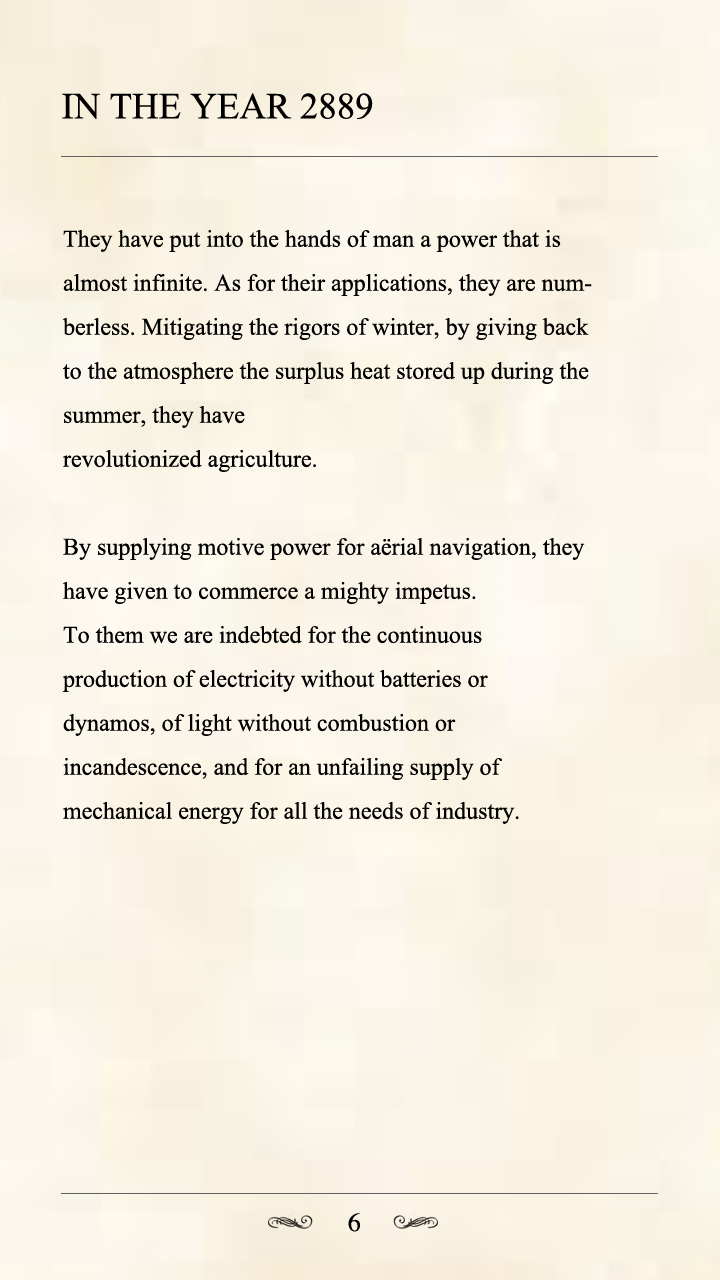 IN THE YEAR 2889
They have put into the hands of man a power that is
almost infinite. As for their applications, they are num-
berless. Mitigating the rigors of winter, by giving back
to the atmosphere the surplus heat stored up during the
summer, they have
revolutionized agriculture.
By supplying motive power for aërial navigation, they
have given to commerce a mighty impetus.
To them we are indebted for the continuous
production of electricity without batteries or
dynamos, of light without combustion or
incandescence, and for an unfailing supply of
mechanical energy for all the needs of industry.
6